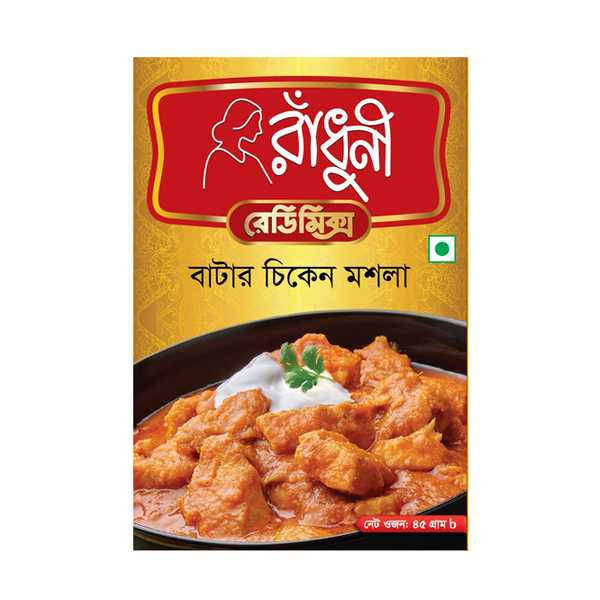 রাঁধুনী
রেডিমিক্স
বাটার চিকেন মশলা
নেট ওজন: ৪৫ গ্রাম b